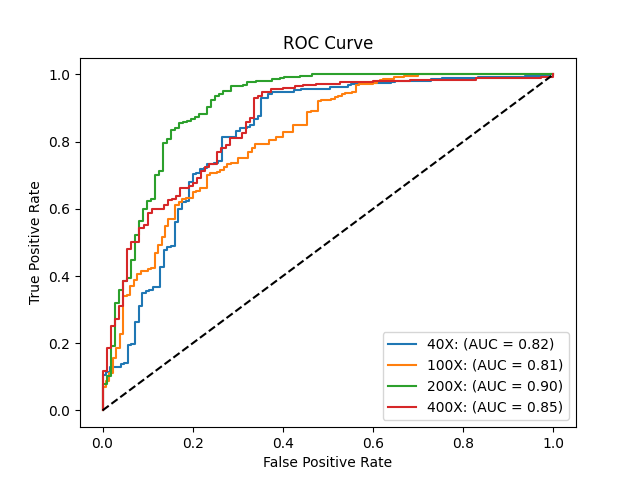 ROC Curve
True Positive Rate
1.0
0.8
0.6
0.4
0.2
0.0
40X: (AUC = 0.82)
100X: (AUC = 0.81)
200X: (AUC = 0.90)
400X: (AUC = 0.85)
0.0 0.2 0.4 0.6 0.8 1.0
False Positive Rate